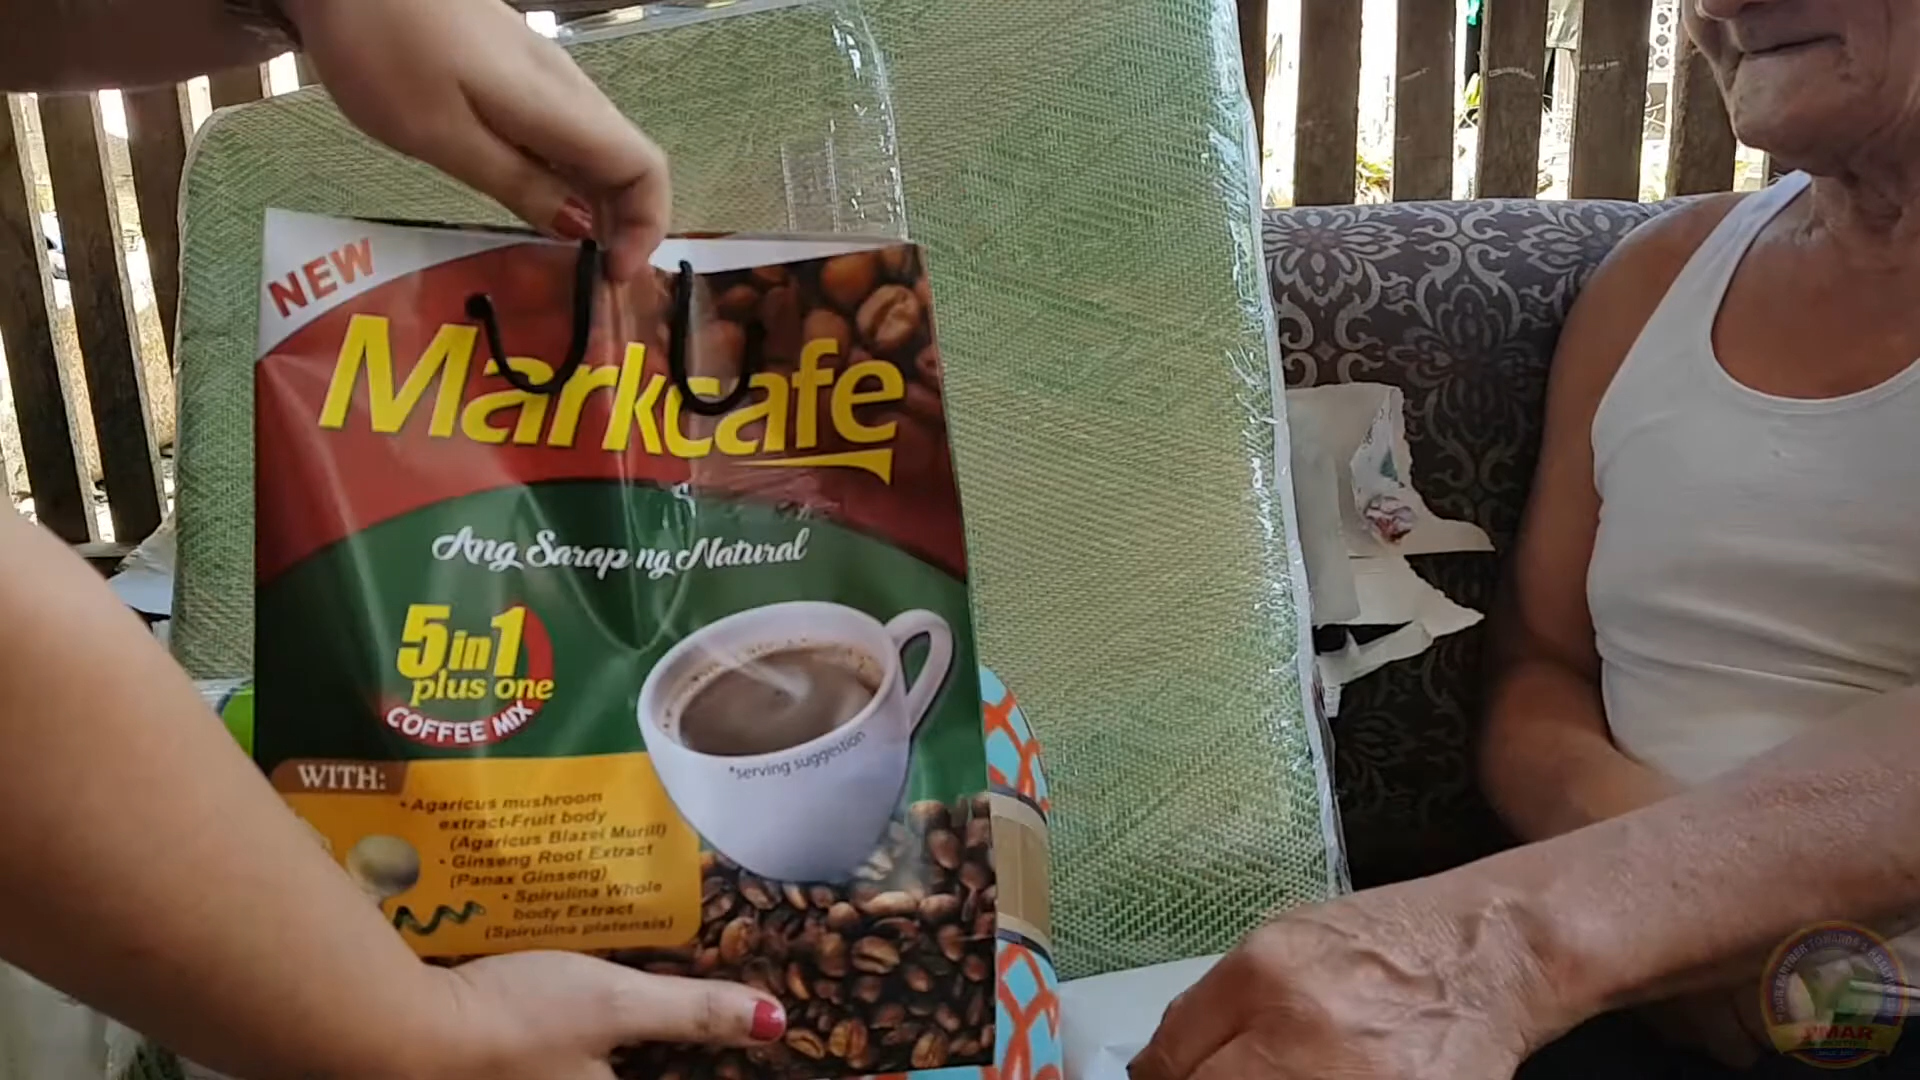 NEW
Markcafe
Ang Sarap ng Natural
5 in 1
plus one
COFFEE MIX
*serving suggestion
WITH:
• Agaricus mushroom
extract-Fruit body
(Agaricus Blazei Murill)
• Ginseng Root Extract
(Panax Ginseng)
• Spirulina Whole
body Extract
(Spirulina platensis)